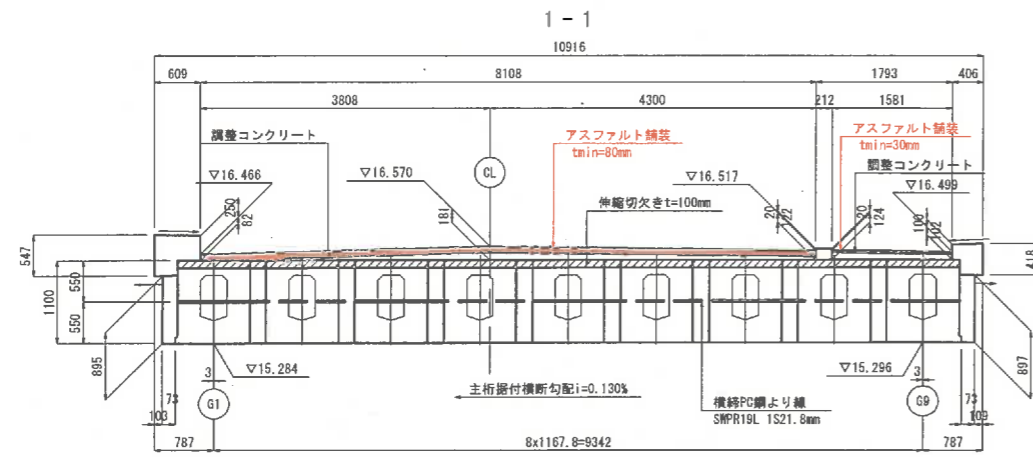 1 - 1
10916
609
8108
1793
406
3808
4300
212
1581
調整コンクリート
アスファルト舗装
tmin=80mm
アスファルト舗装
tmin=30mm
調整コンクリート
▽16.466
▽16.570
CL
▽16.517
▽16.499
伸縮切欠きt=100mm
250
82
181
20
22
20
124
100
102
547
418
1100
550
550
895
897
▽15.284
▽15.296
3
3
主桁据付横断勾配i=0.130%
横締PC鋼より線
SWPR19L 1S21.8mm
G1
G9
73
103
73
109
787
8x1167.8=9342
787